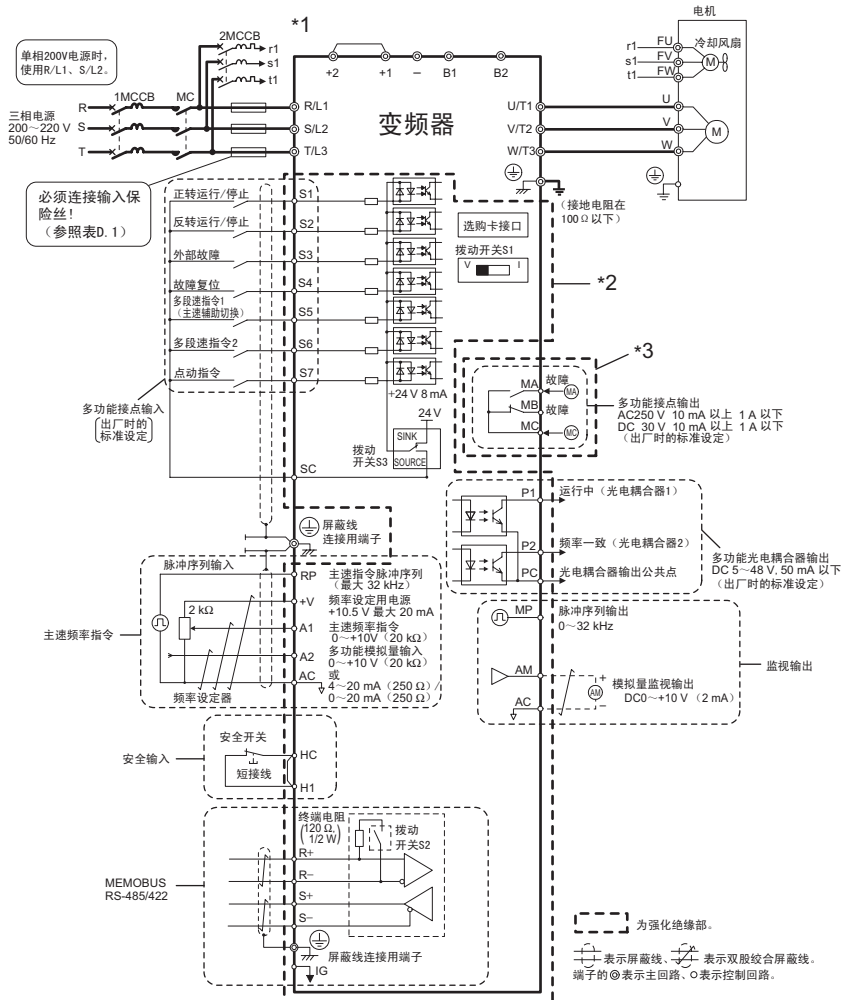 *1
单相200V电源时，
使用R/L1、S/L2。
2MCCB
r1
s1
t1
三相电源
200～220 V
50/60 Hz
R
S
T
1MCCB
MC
+2
+1
−
B1
B2
变频器
R/L1
S/L2
T/L3
U/T1
V/T2
W/T3
电机
r1
s1
t1
FU
FV
FW
冷却风扇
M
U
V
W
M
（接地电阻在
100 Ω 以下）
必须连接输入保
险丝！
（参照表D.1）
正转运行/停止
S1
反转运行/停止
S2
外部故障
S3
故障复位
S4
多段速指令1
（主速辅助切换）
S5
多段速指令2
S6
点动指令
S7
多功能接点输入
出厂时的
标准设定
选购卡接口
拨动开关S1
V
I
*2
*3
+24 V 8 mA
24 V
拨动
开关S3
SINK
SOURCE
SC
MA
故障
MA
MB
故障
MC
MC
多功能接点输出
AC250 V 10 mA 以上 1 A 以下
DC 30 V 10 mA 以上 1 A 以下
（出厂时的标准设定）
屏蔽线
连接用端子
P1
运行中（光电耦合器1）
P2
频率一致（光电耦合器2）
PC
光电耦合器输出公共点
多功能光电耦合器输出
DC 5～48 V, 50 mA 以下
（出厂时的标准设定）
主速频率指令
脉冲序列输入
2 kΩ
频率设定器
RP
主速指令脉冲序列
（最大 32 kHz）
+V
频率设定用电源
+10.5 V 最大 20 mA
A1
主速频率指令
0～+10V（20 kΩ）
A2
多功能模拟量输入
0～+10 V（20 kΩ）
AC
或
4～20 mA（250 Ω）/
0～20 mA（250 Ω）/
MP
脉冲序列输出
0～32 kHz
AM
AM
+
−
模拟量监视输出
DC0～+10 V （2 mA）
AC
监视输出
安全输入
安全开关
短接线
HC
H1
终端电阻
(120 Ω,
1/2 W)
拨动
开关S2
MEMOBUS
RS-485/422
R+
R−
S+
S−
屏蔽线连接用端子
IG
为强化绝缘部。
表示屏蔽线、 表示双股绞合屏蔽线。
端子的◎表示主回路、○表示控制回路。